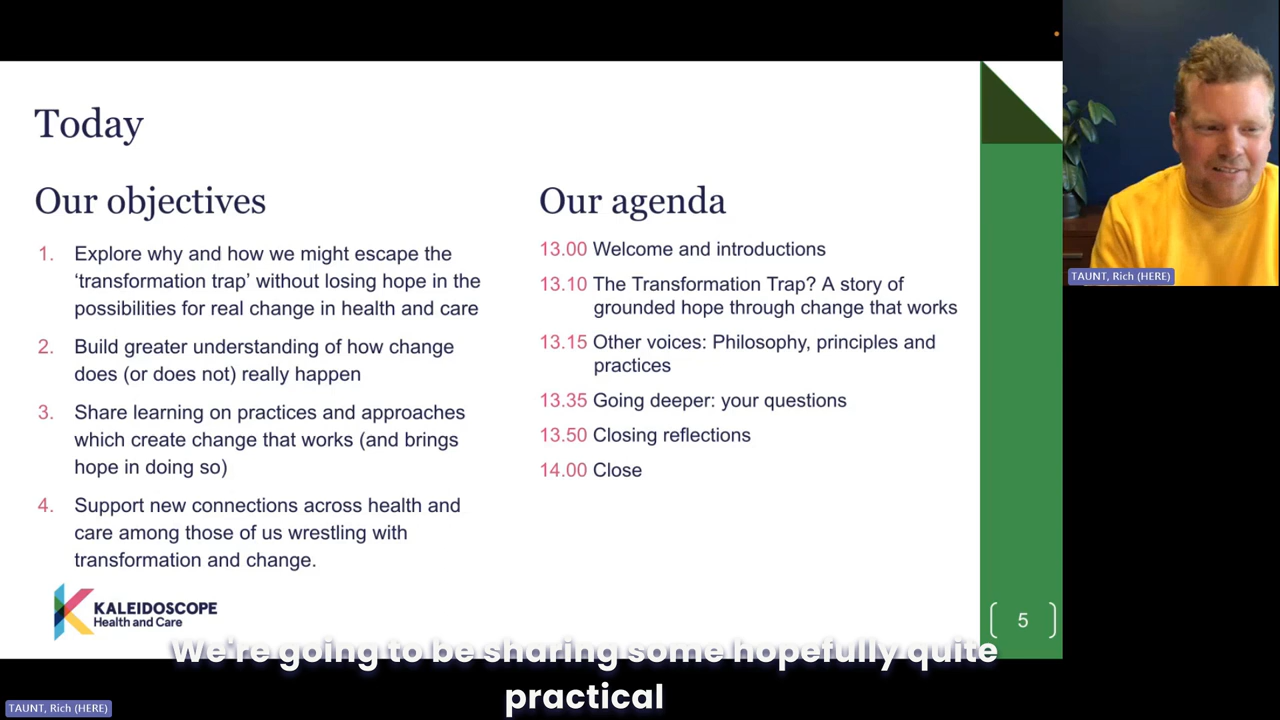 Today
Our objectives
1. Explore why and how we might escape the
‘transformation trap’ without losing hope in the
possibilities for real change in health and care
2. Build greater understanding of how change
does (or does not) really happen
3. Share learning on practices and approaches
which create change that works (and brings
hope in doing so)
4. Support new connections across health and
care among those of us wrestling with
transformation and change.
Our agenda
13.00 Welcome and introductions
13.10 The Transformation Trap? A story of
grounded hope through change that works
13.15 Other voices: Philosophy, principles and
practices
13.35 Going deeper: your questions
13.50 Closing reflections
14.00 Close
KALEIDOSCOPE
Health and Care
5
TAUNT, Rich (HERE)
We're going to be sharing some hopefully quite
practical
TAUNT, Rich (HERE)